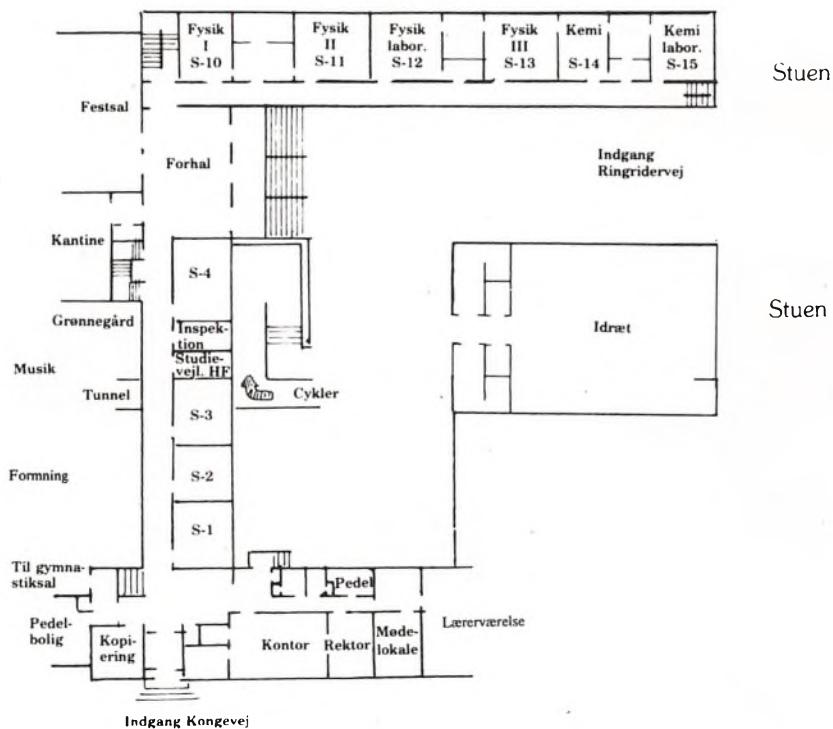 Fysik
I
S-10
Fysik
II
S-11
Fysik
labor.
S-12
Fysik
III
S-13
Kemi
S-14
Kemi
labor.
S-15
Stuen
Festsal
Forhal
Indgang
Ringridervej
Kantine
S-4
Grønnegård
Inspek-
tion
Stuen
Idræt
Musik
Studie-
vejl. HF
Tunnel
Cykler
S-3
Formning
S-2
S-1
Til gymna-
stiksal
Pedel
Pedel-
bolig
Kopi-
ering
Kontor
Rektor
Møde-
lokale
Lærerværelse
Indgang Kongevej